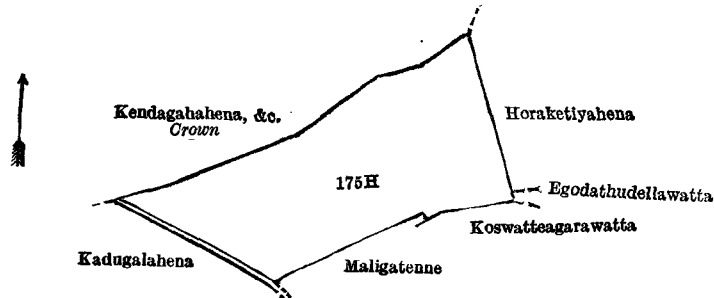 Kendagahahena, &c.
Crown
Horaketiyahena
175H
Egodathudellawatta
Koswatteagarawatta
Kadugalahena
Maligatenne